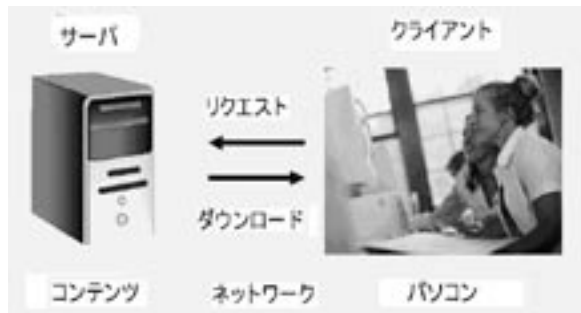 サーバ
クライアント
リクエスト
ダウンロード
コンテンツ
ネットワーク
パソコン